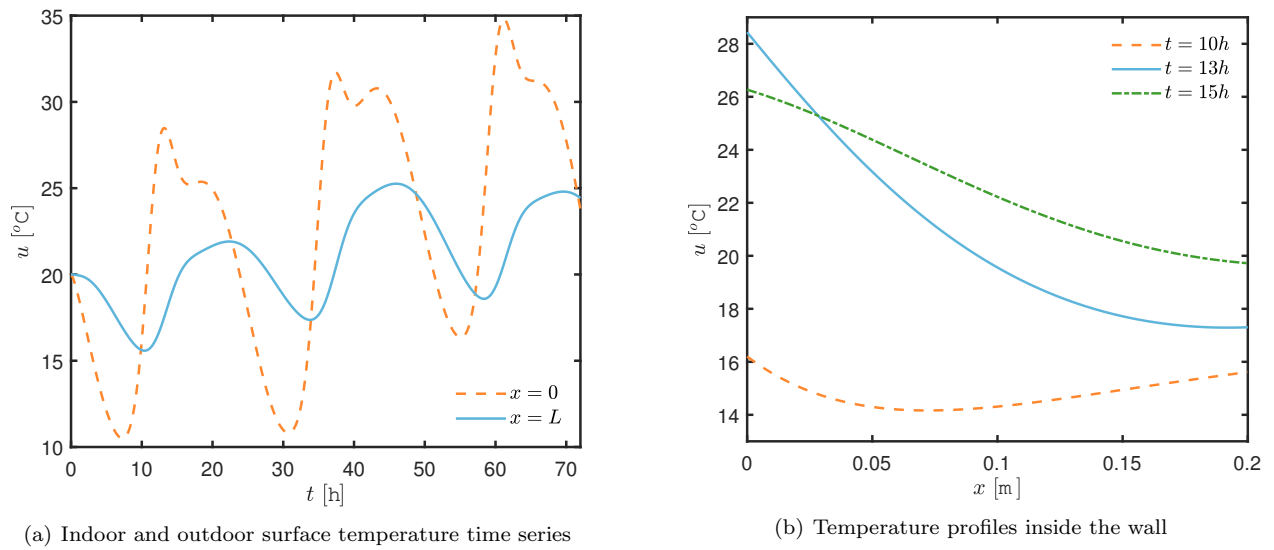 35
30
25
20
15
10
u [°C]
0
10
20
30
40
50
60
70
t [h]
x = 0
x = L
(a) Indoor and outdoor surface temperature time series
28
26
24
22
20
18
16
14
u [°C]
0
0.05
0.1
0.15
0.2
x [m]
t = 10h
t = 13h
t = 15h
(b) Temperature profiles inside the wall